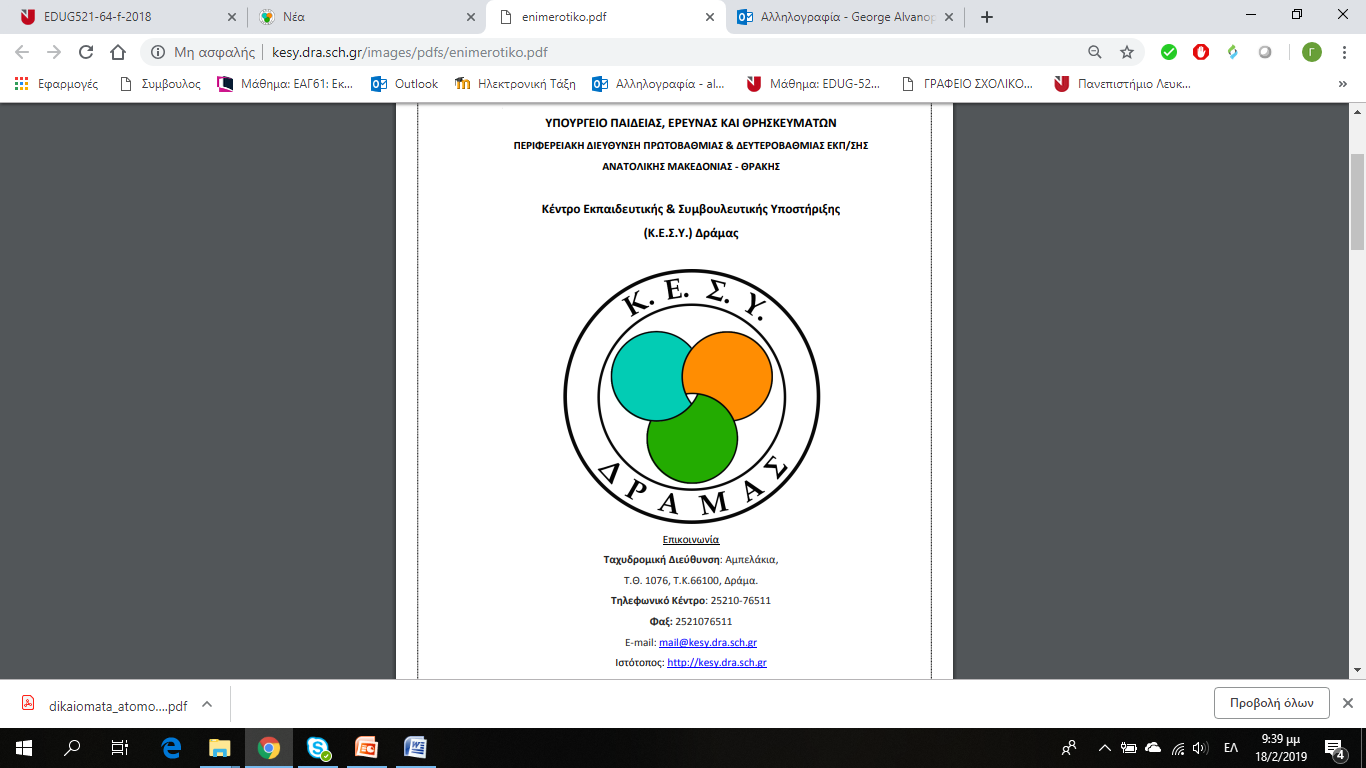 EDUG521-64-f-2018
Νέα
enimerotiko.pdf
Αλληλογραφία - George Alvanop
Μη ασφαλής
kesy.dra.sch.gr/images/pdfs/enimerotiko.pdf
Γ
Εφαρμογές
Συμβουλος
Μάθημα: ΕΑΓ61: Εκ...
Outlook
Ηλεκτρονική Τάξη
Αλληλογραφία - al...
Μάθημα: EDUG-52...
ΓΡΑΦΕΙΟ ΣΧΟΛΙΚΟ...
Πανεπιστήμιο Λευκ...
»
ΥΠΟΥΡΓΕΙΟ ΠΑΙΔΕΙΑΣ, ΕΡΕΥΝΑΣ ΚΑΙ ΘΡΗΣΚΕΥΜΑΤΩΝ
ΠΕΡΙΦΕΡΕΙΑΚΗ ΔΙΕΥΘΥΝΣΗ ΠΡΩΤΟΒΑΘΜΙΑΣ & ΔΕΥΤΕΡΟΒΑΘΜΙΑΣ ΕΚΠ/ΣΗΣ
ΑΝΑΤΟΛΙΚΗΣ ΜΑΚΕΔΟΝΙΑΣ - ΘΡΑΚΗΣ
Κέντρο Εκπαιδευτικής & Συμβουλευτικής Υποστήριξης
(Κ.Ε.Σ.Υ.) Δράμας
Κ. Ε. Σ. Υ.
ΔΡΑΜΑΣ
Επικοινωνία
Ταχυδρομική Διεύθυνση: Αμπελάκια,
Τ.Θ. 1076, Τ.Κ.66100, Δράμα.
Τηλεφωνικό Κέντρο: 25210-76511
Φαξ: 2521076511
E-mail: mail@kesy.dra.sch.gr
Ιστότοπος: http://kesy.dra.sch.gr
dikaiomata_atomo....pdf
Προβολή όλων
ΕΛ
9:39 μμ
18/2/2019
4